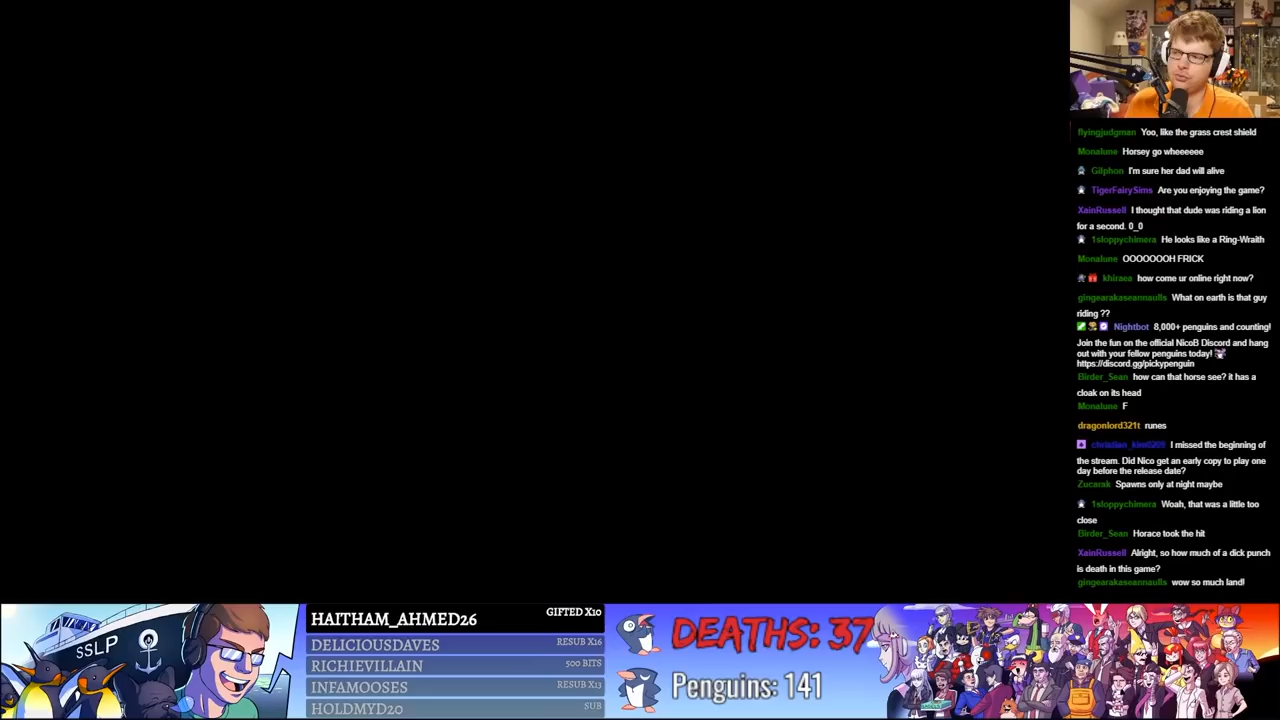 flyingjudgman Yoo, like the grass crest shield
Monalune Horsey go wheeeeee
Gilphon I'm sure her dad will alive
TigerFairySims Are you enjoying the game?
XainRussell I thought that dude was riding a lion
for a second. 0_0
1sloppychimera He looks like a Ring-Wraith
Monalune OOOOOOOH FRICK
khiraea how come ur online right now?
gingearakaseannaulls What on earth is that guy
riding ??
Nightbot 8,000+ penguins and counting!
Join the fun on the official NicoB Discord and hang
out with your fellow penguins today!
https://discord.gg/pickypenguin
Birder_Sean how can that horse see? it has a
cloak on its head
Monalune F
dragonlord321t runes
christian_kim0209 I missed the beginning of
the stream. Did Nico get an early copy to play one
day before the release date?
Zucarak Spawns only at night maybe
1sloppychimera Woah, that was a little too
close
Birder_Sean Horace took the hit
XainRussell Alright, so how much of a dick punch
is death in this game?
gingearakaseannaulls wow so much land!
SSLP
HAITHAM_AHMED26 GIFTED X10
DELICIOUSDAVES RESUB X16
RICHIEVILLAIN 500 BITS
INFAMOOSES RESUB X13
HOLDMYD20 SUB
DEATHS: 37
Penguins: 141